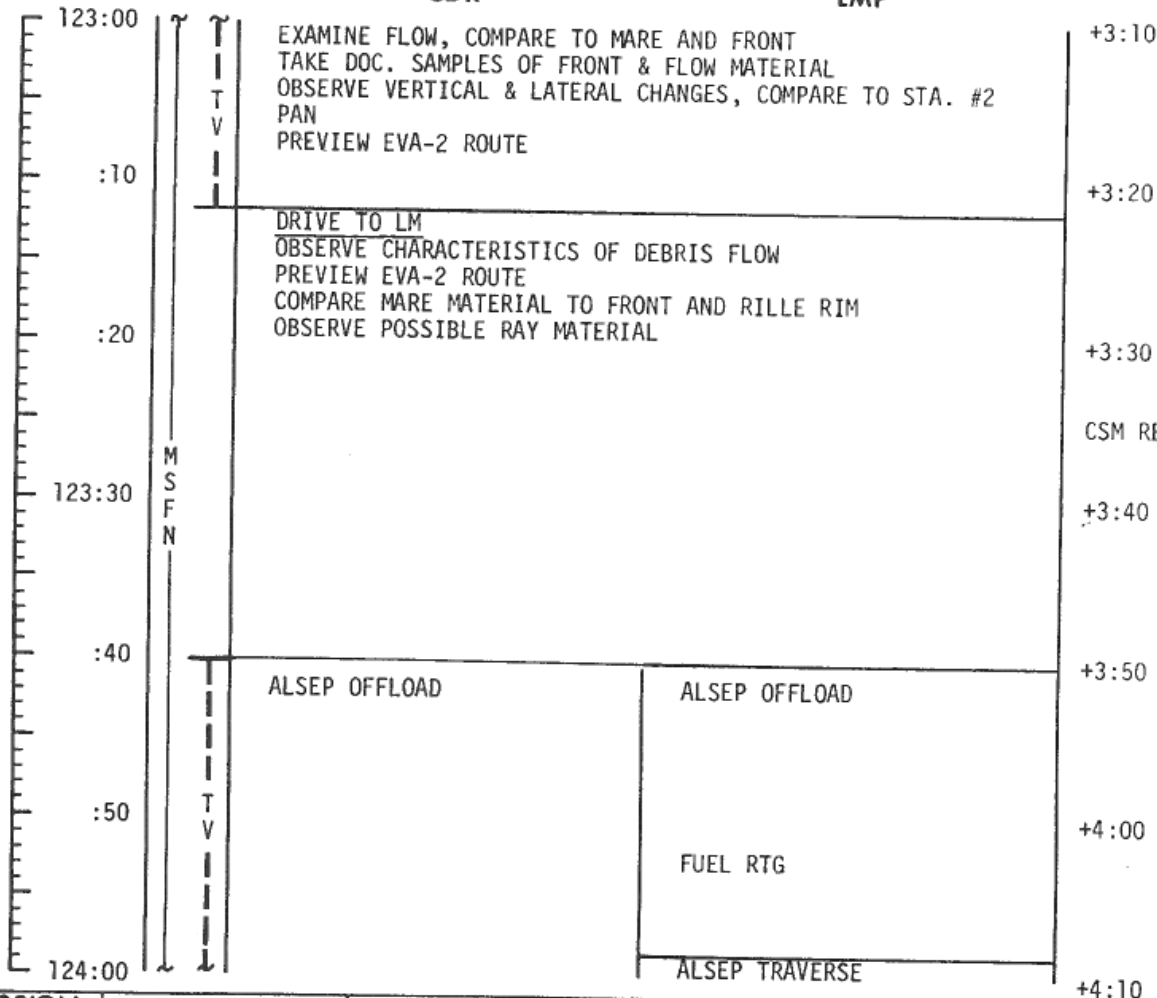 CDR LMP
123:00
EXAMINE FLOW, COMPARE TO MARE AND FRONT
+3:10
TAKE DOC. SAMPLES OF FRONT & FLOW MATERIAL
OBSERVE VERTICAL & LATERAL CHANGES, COMPARE TO STA. #2
TV
PAN
PREVIEW EVA-2 ROUTE
:10
+3:20
DRIVE TO LM
OBSERVE CHARACTERISTICS OF DEBRIS FLOW
PREVIEW EVA-2 ROUTE
COMPARE MARE MATERIAL TO FRONT AND RILLE RIM
OBSERVE POSSIBLE RAY MATERIAL
:20
+3:30
CSM
MSFN
123:30
+3:40
:40
+3:50
ALSEP OFFLOAD
ALSEP OFFLOAD
:50
TV
+4:00
FUEL RTG
124:00
ALSEP TRAVERSE
+4:10